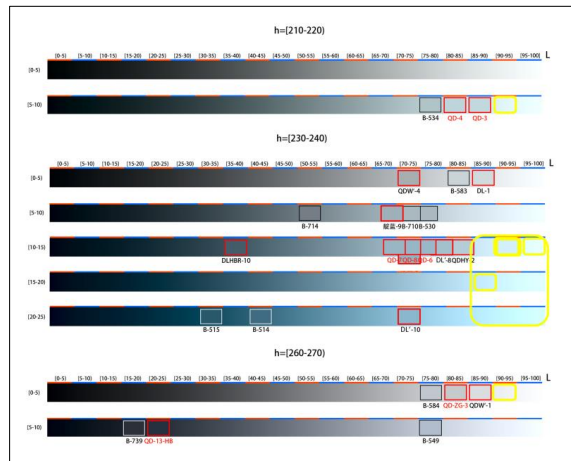 h=[210-220)
[0-5) [5-10) [10-15) [15-20) [20-25) [25-30) [30-35) [35-40) [40-45) [45-50) [50-55) [55-60) [60-65) [65-70) [70-75) [75-80) [80-85) [85-90) [90-95) [95-100] L
[0-5)
[5-10)
B-534 QD-4 QD-3
h=[230-240)
[0-5) [5-10) [10-15) [15-20) [20-25) [25-30) [30-35) [35-40) [40-45) [45-50) [50-55) [55-60) [60-65) [65-70) [70-75) [75-80) [80-85) [85-90) [90-95) [95-100] L
[0-5)
QDW'-4 B-583 DL-1
[5-10)
B-714 靛蓝-9B-710B-530
[10-15)
DLHBR-10 QD-6 DL'-8QDHY-2
[15-20)
[20-25)
B-515 B-514 DL'-10
h=[260-270)
[0-5) [5-10) [10-15) [15-20) [20-25) [25-30) [30-35) [35-40) [40-45) [45-50) [50-55) [55-60) [60-65) [65-70) [70-75) [75-80) [80-85) [85-90) [90-95) [95-100] L
[0-5)
B-584 QD-ZG-3 QDW'-1
[5-10)
B-739 QD-13-HB B-549